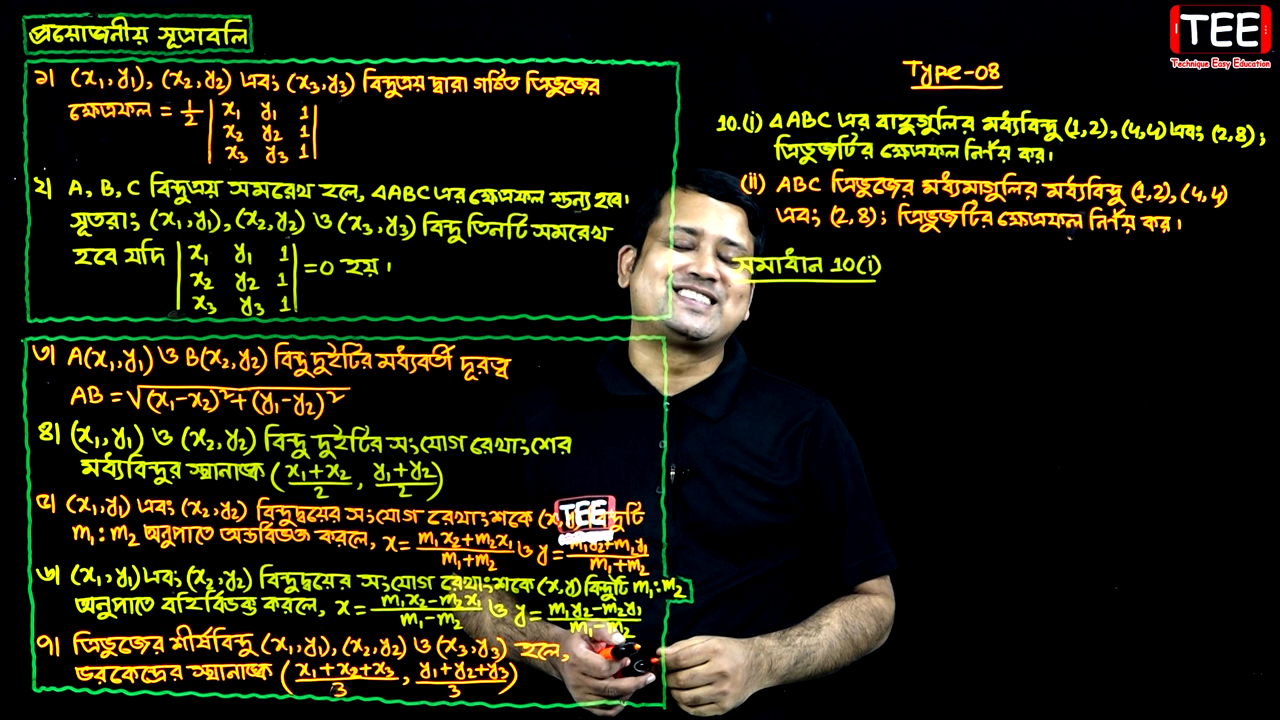 প্রয়োজনীয় সূত্রাবলি
১। (x₁, y₁), (x₂, y₂) এবং (x₃, y₃) বিন্দুত্রয় দ্বারা গঠিত ত্রিভুজের
ক্ষেত্রফল = 1/2 | x₁ y₁ 1 |
| x₂ y₂ 1 |
| x₃ y₃ 1 |
২। A, B, C বিন্দুত্রয় সমরেখ হলে, ΔABC এর ক্ষেত্রফল শূন্য হবে।
সুতরাং (x₁, y₁), (x₂, y₂) ও (x₃, y₃) বিন্দু তিনটি সমরেখ
হবে যদি | x₁ y₁ 1 | = 0 হয়।
| x₂ y₂ 1 |
| x₃ y₃ 1 |
৩। A(x₁, y₁) ও B(x₂, y₂) বিন্দু দুইটির মধ্যবর্তী দূরত্ব
AB = √(x₁-x₂)²+(y₁-y₂)²
৪। (x₁, y₁) ও (x₂, y₂) বিন্দু দুইটির সংযোগ রেখাংশের
মধ্যবিন্দুর স্থানাঙ্ক (x₁+x₂/2, y₁+y₂/2)
৫। (x₁, y₁) এবং (x₂, y₂) বিন্দুদ্বয়ের সংযোগ রেখাংশকে
m₁ : m₂ অনুপাতে অন্তর্বিভক্ত করলে, x = m₁x₂+m₂x₁/m₁+m₂ ও y = m₁y₂+m₂y₁/m₁+m₂
৬। (x₁, y₁) এবং (x₂, y₂) বিন্দুদ্বয়ের সংযোগ রেখাংশকে (x, y) বিন্দুটি m₁ : m₂
অনুপাতে বহির্বিভক্ত করলে, x = m₁x₂-m₂x₁/m₁-m₂ ও y = m₁y₂-m₂y₁/m₁-m₂
৭। ত্রিভুজের শীর্ষবিন্দু (x₁, y₁), (x₂, y₂) ও (x₃, y₃) হলে,
ভরকেন্দ্রের স্থানাঙ্ক (x₁+x₂+x₃/3, y₁+y₂+y₃/3)
TEE
TEE
Technique Easy Education
Type-08
10.(i) ΔABC এর বাহুগুলির মধ্যবিন্দু (1,2), (4,4) এবং (2,8) ;
ত্রিভুজটির ক্ষেত্রফল নির্ণয় কর।
(ii) ABC ত্রিভুজের মধ্যমাগুলির মধ্যবিন্দু (1,2), (4,4)
এবং (2,8) ; ত্রিভুজটির ক্ষেত্রফল নির্ণয় কর।
সমাধান 10(i)